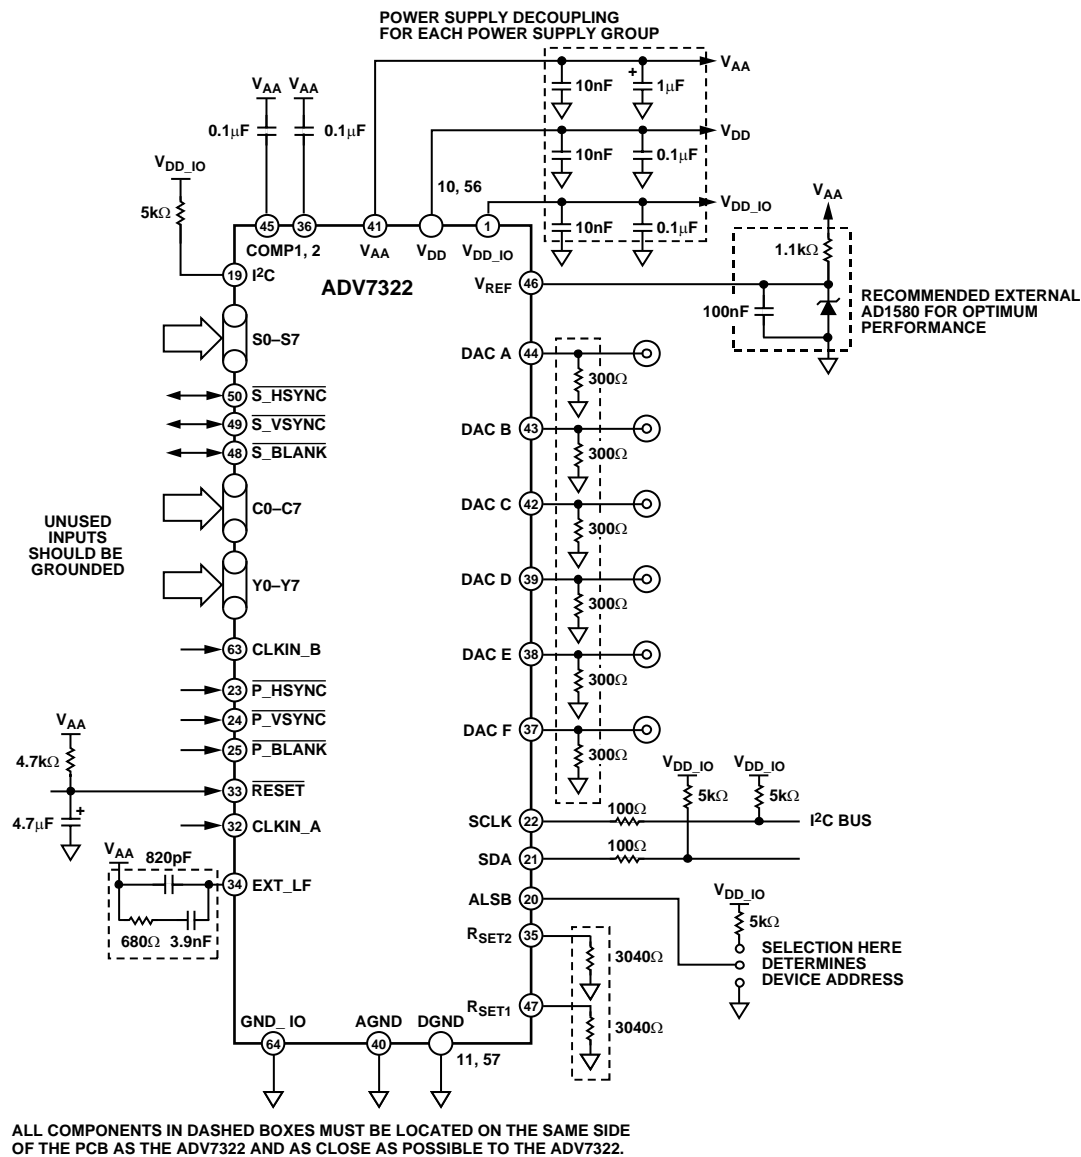 POWER SUPPLY DECOUPLING
FOR EACH POWER SUPPLY GROUP
VAA
10nF
1μF
VAA
VAA
0.1μF
0.1μF
VDD
10nF
0.1μF
VDD_IO
5kΩ
10, 56
VDD_IO
10nF
0.1μF
45
36
41
1
COMP1, 2
VAA
VDD
VDD_IO
19
I2C
ADV7322
VREF
46
VAA
1.1kΩ
100nF
RECOMMENDED EXTERNAL
AD1580 FOR OPTIMUM
PERFORMANCE
S0–S7
DAC A
44
300Ω
50
S_HSYNC
49
S_VSYNC
48
S_BLANK
DAC B
43
300Ω
C0–C7
DAC C
42
300Ω
UNUSED
INPUTS
SHOULD BE
GROUNDED
Y0–Y7
DAC D
39
300Ω
63
CLKIN_B
DAC E
38
300Ω
23
P_HSYNC
24
P_VSYNC
25
P_BLANK
DAC F
37
300Ω
VAA
4.7kΩ
4.7μF
33
RESET
32
CLKIN_A
VDD_IO
VDD_IO
5kΩ
5kΩ
SCLK
22
100Ω
I2C BUS
SDA
21
100Ω
VAA
820pF
34
EXT_LF
680Ω
3.9nF
ALSB
20
VDD_IO
5kΩ
SELECTION HERE
DETERMINES
DEVICE ADDRESS
RSET2
35
3040Ω
RSET1
47
3040Ω
GND_ IO
AGND
DGND
64
40
11, 57
ALL COMPONENTS IN DASHED BOXES MUST BE LOCATED ON THE SAME SIDE
OF THE PCB AS THE ADV7322 AND AS CLOSE AS POSSIBLE TO THE ADV7322.